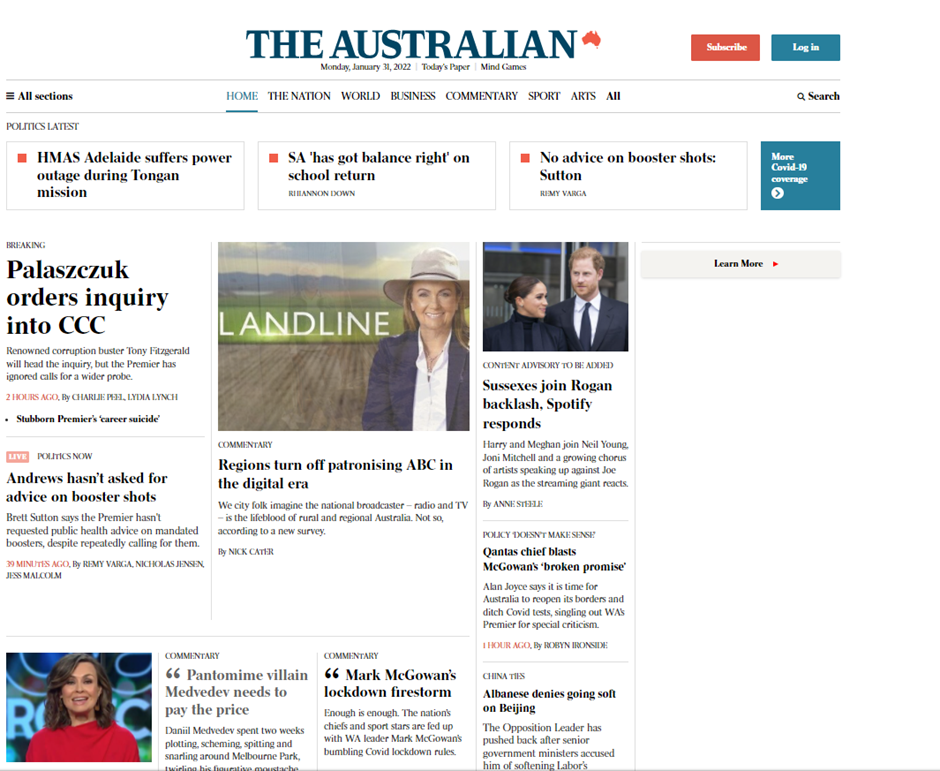 THE AUSTRALIAN
Subscribe
Log in
Monday, January 31, 2022 | Today's Paper | Mind Games
All sections
HOME THE NATION WORLD BUSINESS COMMENTARY SPORT ARTS All
Search
POLITICS LATEST
HMAS Adelaide suffers power
outage during Tongan
mission
SA 'has got balance right' on
school return
RHIANNON DOWN
No advice on booster shots:
Sutton
REMY VARGA
More
Covid-19
coverage
BREAKING
Palaszczuk
orders inquiry
into CCC
Renowned corruption buster Tony Fitzgerald
will head the inquiry, but the Premier has
ignored calls for a wider probe.
2 HOURS AGO, By CHARLIE PEEL, LYDIA LYNCH
• Stubborn Premier's 'career suicide'
LIVE POLITICS NOW
Andrews hasn't asked for
advice on booster shots
Brett Sutton says the Premier hasn't
requested public health advice on mandated
boosters, despite repeatedly calling for them.
39 MINUTES AGO, By REMY VARGA, NICHOLAS JENSEN,
JESS MALCOLM
LANDLINE
COMMENTARY
Regions turn off patronising ABC in
the digital era
We city folk imagine the national broadcaster – radio and TV
– is the lifeblood of rural and regional Australia. Not so,
according to a new survey.
By NICK CATER
CONTENT ADVISORY TO BE ADDED
Sussexes join Rogan
backlash, Spotify
responds
Harry and Meghan join Neil Young,
Joni Mitchell and a growing chorus
of artists speaking up against Joe
Rogan as the streaming giant reacts.
By ANNE STEELE
POLICY 'DOESN'T MAKE SENSE'
Qantas chief blasts
McGowan's 'broken promise'
Alan Joyce says it is time for
Australia to reopen its borders and
ditch Covid tests, singling out WA's
Premier for special criticism.
1 HOUR AGO, By ROBYN IRONSIDE
CHINA TIES
Albanese denies going soft
on Beijing
The Opposition Leader has
pushed back after senior
government ministers accused
him of softening Labor's
Learn More
COMMENTARY
“ Pantomime villain
Medvedev needs to
pay the price
Daniil Medvedev spent two weeks
plotting, scheming, spitting and
snarling around Melbourne Park,
twirling his figurative moustache
COMMENTARY
“ Mark McGowan's
lockdown firestorm
Enough is enough. The nation's
chiefs and sport stars are fed up
with WA leader Mark McGowan's
bumbling Covid lockdown rules.